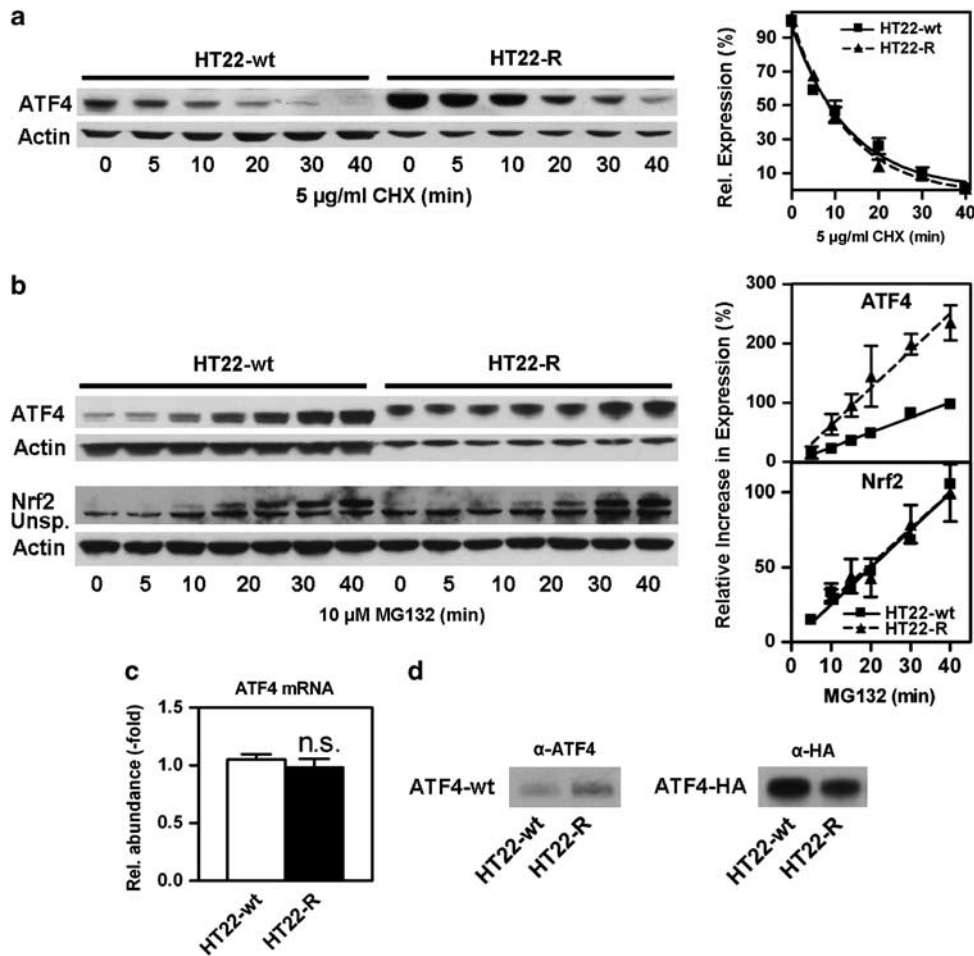 a
HT22-wt
HT22-R
ATF4
Actin
0 5 10 20 30 40 0 5 10 20 30 40
5 µg/ml CHX (min)
Rel. Expression (%)
90
70
50
30
10
HT22-wt
HT22-R
0 10 20 30 40
5 µg/ml CHX (min)
b
HT22-wt
HT22-R
ATF4
Actin
Nrf2
Unsp.
Actin
0 5 10 20 30 40 0 5 10 20 30 40
10 µM MG132 (min)
Relative Increase in Expression (%)
300
200
100
0
ATF4
100
50
0
Nrf2
HT22-wt
HT22-R
0 10 20 30 40
MG132 (min)
c
ATF4 mRNA
Rel. abundance (-fold)
1.5
1.0
0.5
0.0
n.s.
HT22-wt
HT22-R
d
α-ATF4
ATF4-wt
HT22-wt
HT22-R
α-HA
ATF4-HA
HT22-wt
HT22-R